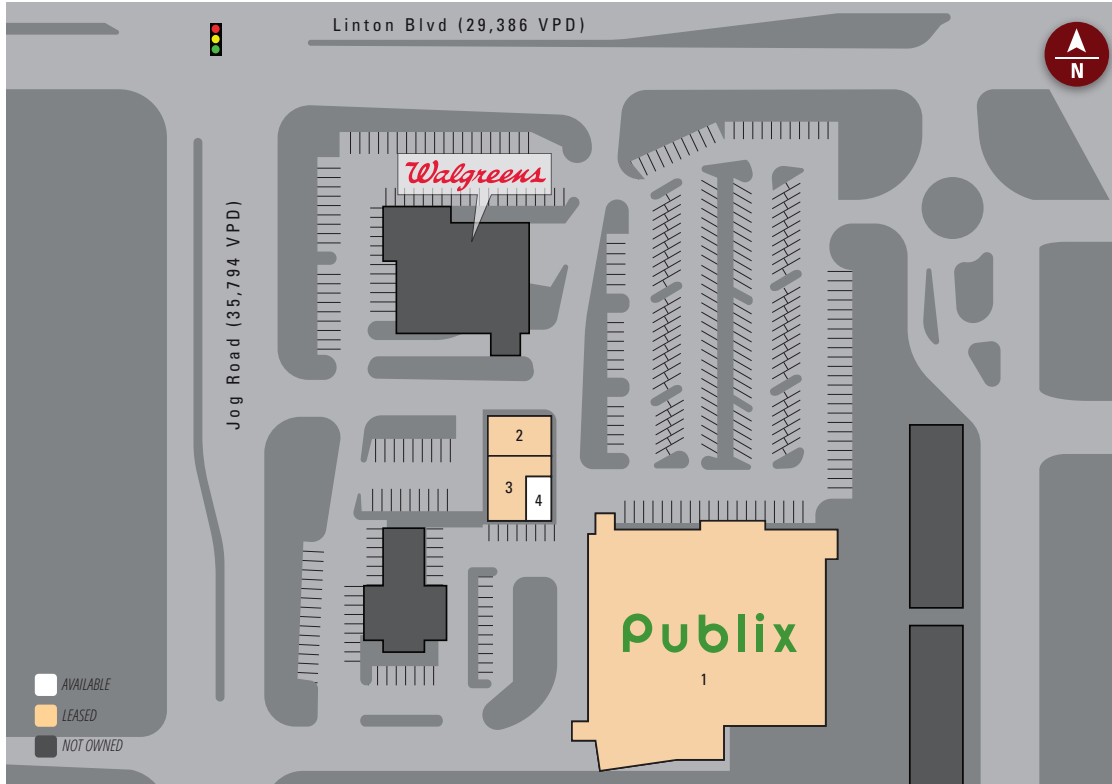 Linton Blvd (29,386 VPD)
N
Walgreens
Jog Road (35,794 VPD)
2
3
4
Publix
1
AVAILABLE
LEASED
NOT OWNED